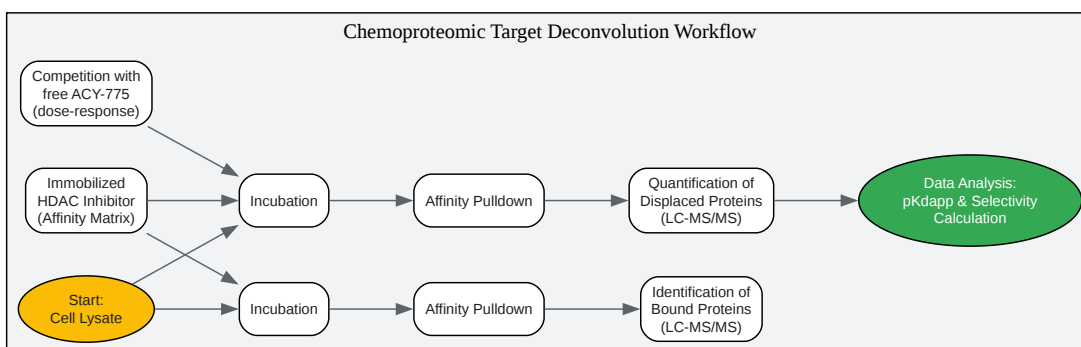 Chemoproteomic Target Deconvolution Workflow
Competition with
free ACY-775
(dose-response)
Immobilized
HDAC Inhibitor
(Affinity Matrix)
Incubation
Affinity Pulldown
Quantification of
Displaced Proteins
(LC-MS/MS)
Data Analysis:
pKdapp & Selectivity
Calculation
Start:
Cell Lysate
Incubation
Affinity Pulldown
Identification of
Bound Proteins
(LC-MS/MS)